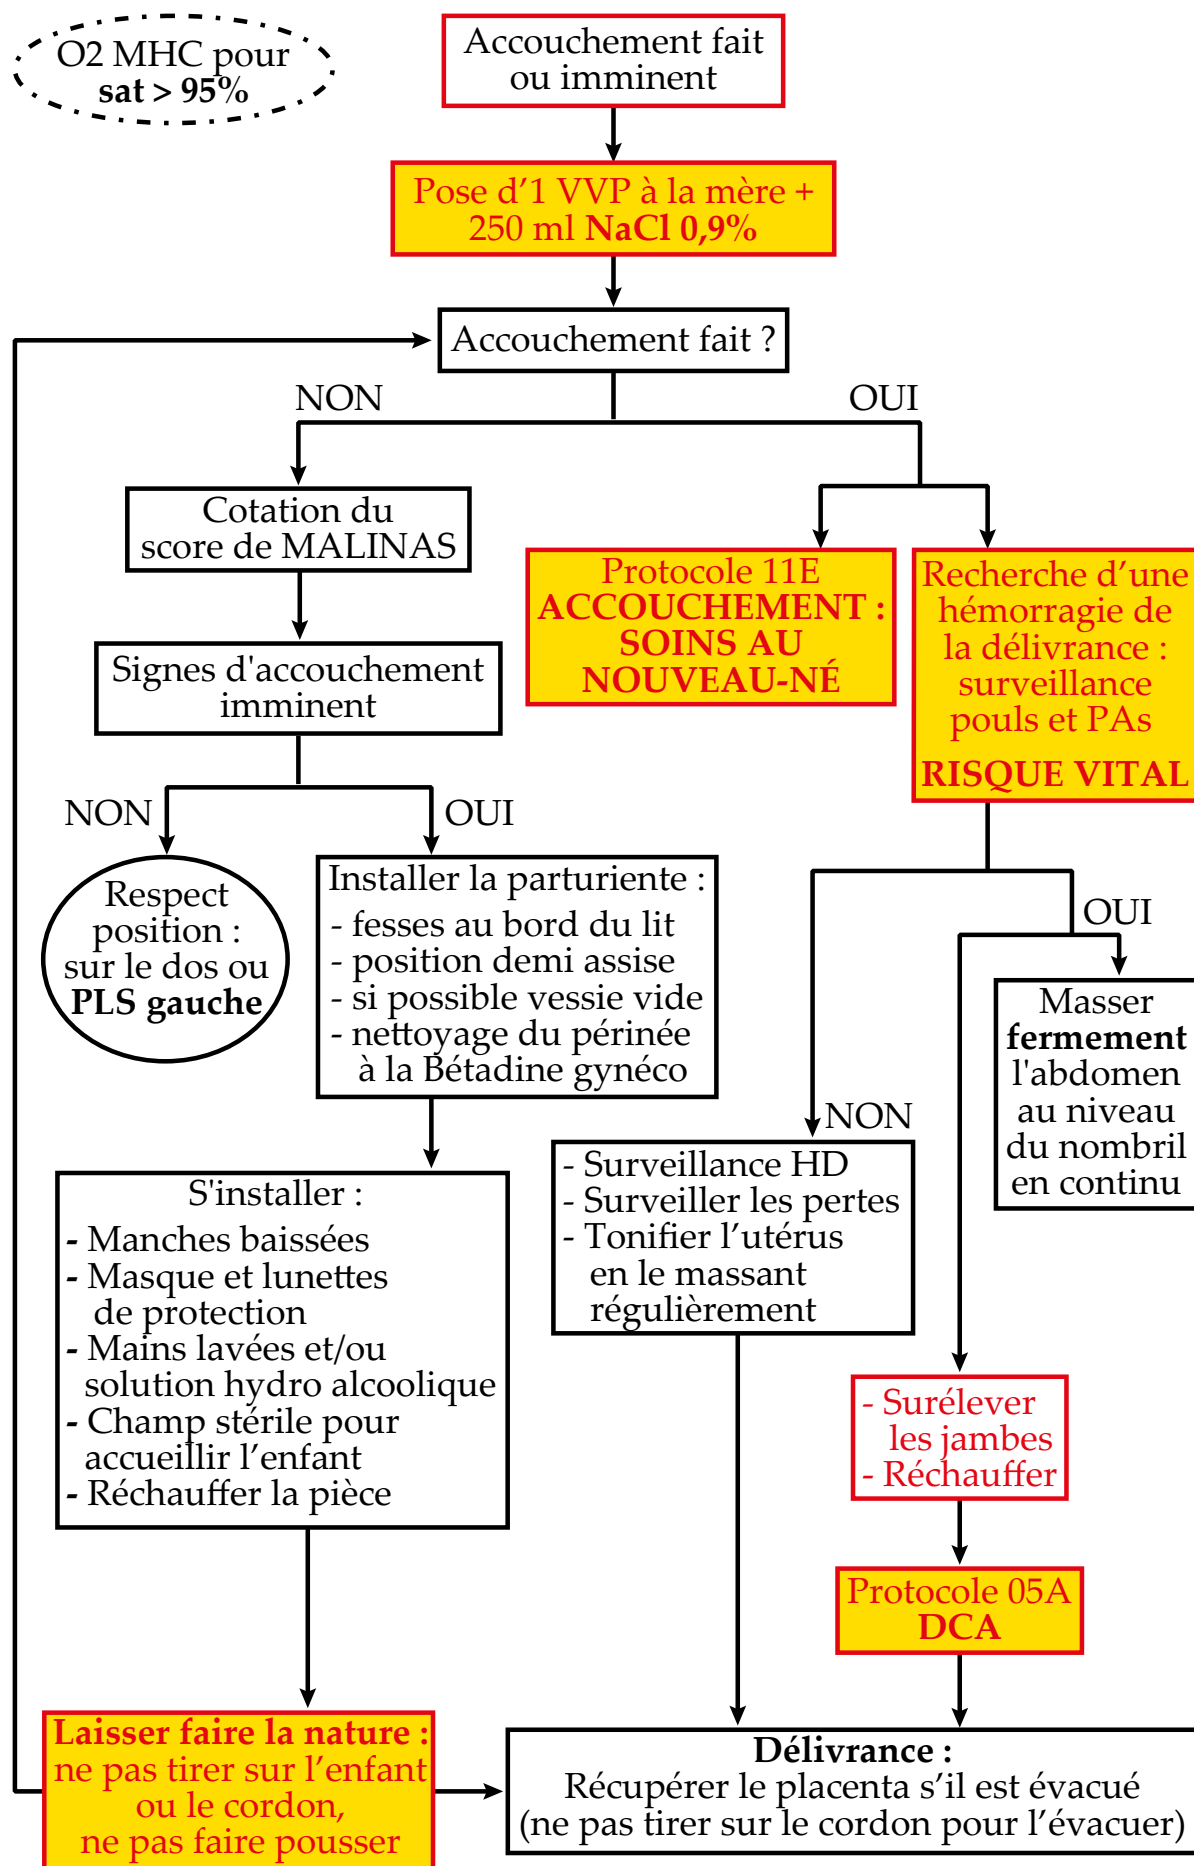 O2 MHC pour
sat > 95%
Accouchement fait
ou imminent
Pose d’1 VVP à la mère +
250 ml NaCl 0,9%
Accouchement fait ?
NON
OUI
Cotation du
score de MALINAS
Protocole 11E
ACCOUCHEMENT :
SOINS AU
NOUVEAU-NÉ
Recherche d’une
hémorragie de
la délivrance :
surveillance
pouls et PAs
RISQUE VITAL
Signes d'accouchement
imminent
NON
OUI
Respect
position :
sur le dos ou
PLS gauche
Installer la parturiente :
- fesses au bord du lit
- position demi assise
- si possible vessie vide
- nettoyage du périnée
à la Bétadine gynéco
OUI
Masser
fermement
l'abdomen
au niveau
du nombril
en continu
NON
- Surveillance HD
- Surveiller les pertes
- Tonifier l’utérus
en le massant
régulièrement
S'installer :
- Manches baissées
- Masque et lunettes
de protection
- Mains lavées et/ou
solution hydro alcoolique
- Champ stérile pour
accueillir l’enfant
- Réchauffer la pièce
- Surélever
les jambes
- Réchauffer
Protocole 05A
DCA
Laisser faire la nature :
ne pas tirer sur l’enfant
ou le cordon,
ne pas faire pousser
Délivrance :
Récupérer le placenta s’il est évacué
(ne pas tirer sur le cordon pour l’évacuer)